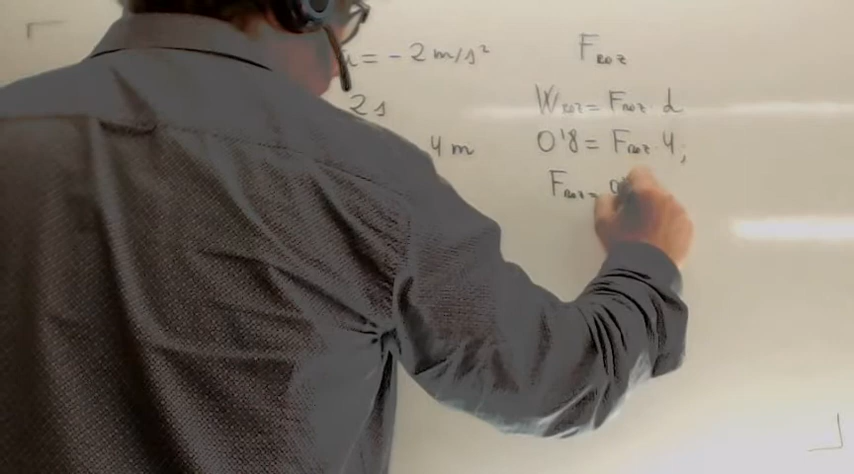 = - 2 m/s² F_ROZ
2 s W_ROZ = F_ROZ · d
4 m 0'8 = F_ROZ · 4;
F_ROZ =